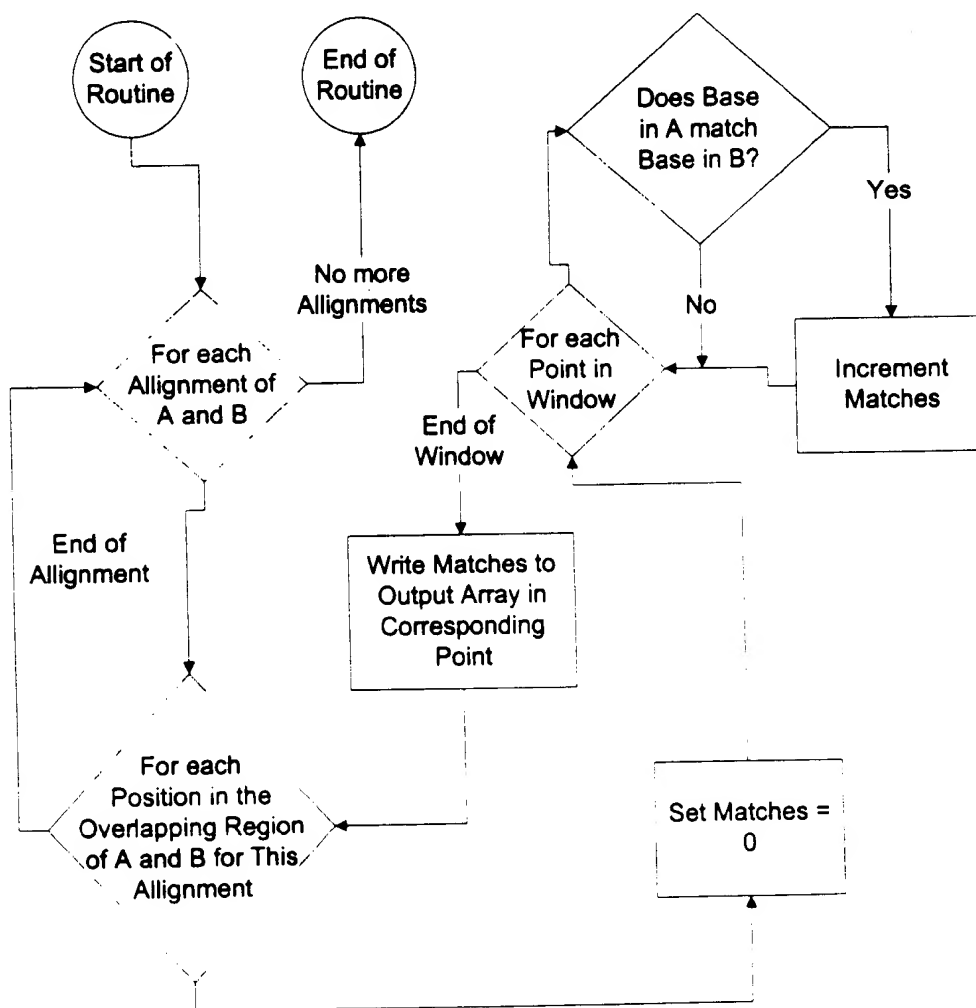 Start of
Routine
End of
Routine
Does Base
in A match
Base in B?
Yes
No more
Allignments
No
For each
Allignment of
A and B
For each
Point in
Window
Increment
Matches
End of
Window
End of
Allignment
Write Matches to
Output Array in
Corresponding
Point
For each
Position in the
Overlapping Region
of A and B for This
Allignment
Set Matches =
0